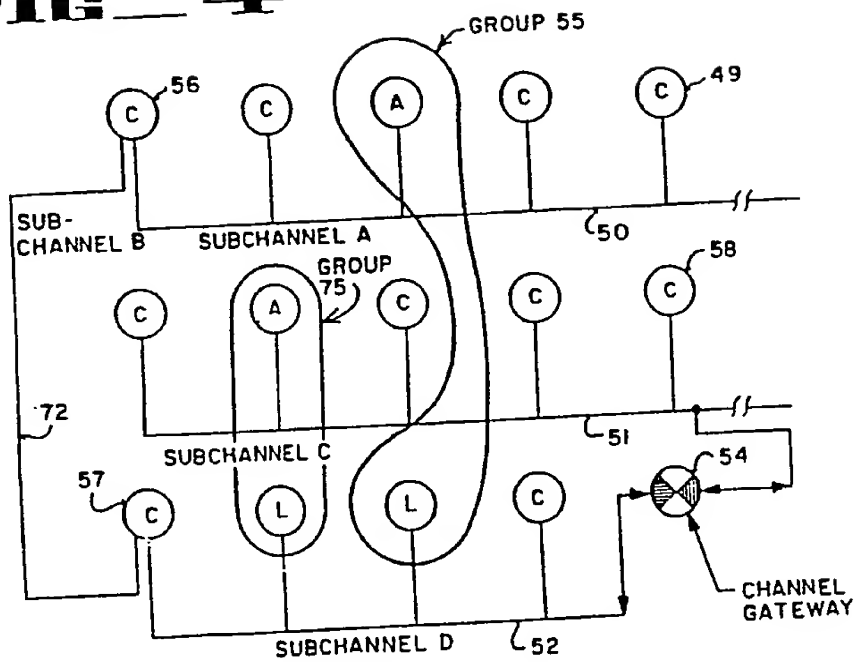 FIG_4
GROUP 55
C 56
C
A
C
C 49
SUB-
CHANNEL B
SUBCHANNEL A
50
GROUP
75
C
A
C
C
C 58
72
SUBCHANNEL C
51
57
C
L
L
C
54
CHANNEL
GATEWAY
SUBCHANNEL D
52